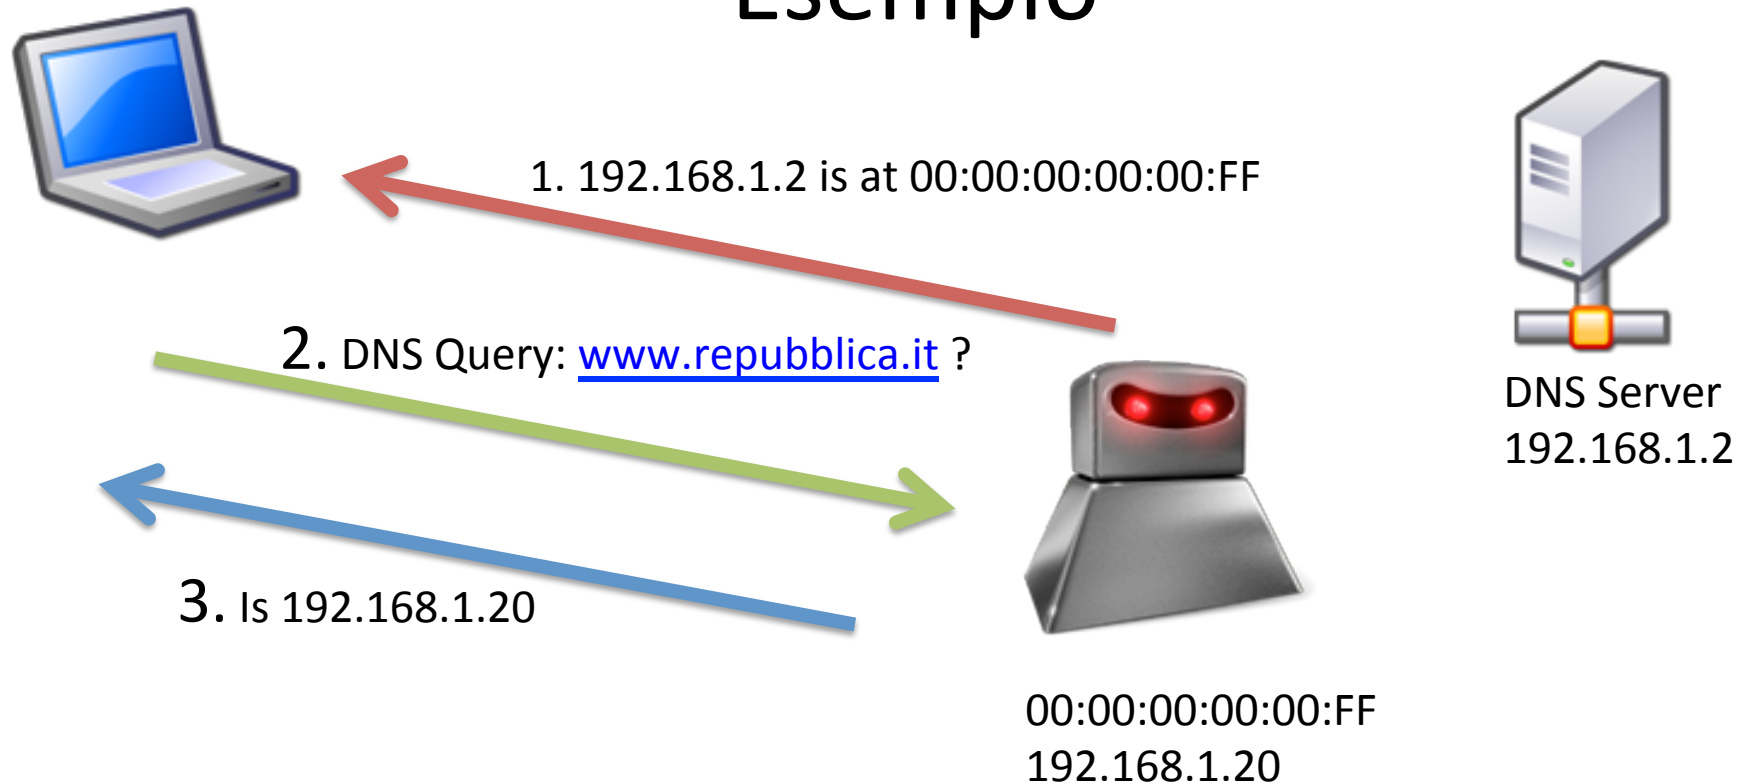 Esempio
1. 192.168.1.2 is at 00:00:00:00:00:FF
2. DNS Query: www.repubblica.it ?
DNS Server
192.168.1.2
3. Is 192.168.1.20
00:00:00:00:00:FF
192.168.1.20